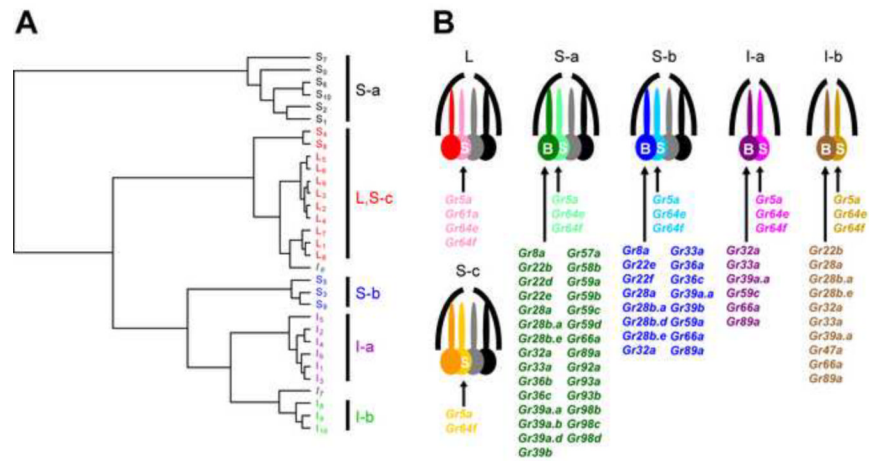 A
S7
S5
S6
S10
S2
S1
S-a
S4
S8
L5
L3
L2
L4
L7
L1
L8
L,S-c
S3
S9
S-b
I2
I4
I1
I3
I-a
I7
I9
I10
I-b
B
L
S
Gr5a
Gr61a
Gr64e
Gr64f
S-c
S
Gr5a
Gr64f
S-a
B S
Gr5a
Gr64e
Gr64f
Gr8a
Gr22b
Gr22d
Gr22e
Gr28a
Gr28b.a
Gr28b.e
Gr32a
Gr33a
Gr36b
Gr36c
Gr39a.a
Gr39a.b
Gr39a.d
Gr39b
Gr57a
Gr58b
Gr59a
Gr59b
Gr59c
Gr59d
Gr66a
Gr89a
Gr92a
Gr93a
Gr93b
Gr98b
Gr98c
Gr98d
S-b
B S
Gr5a
Gr64e
Gr64f
Gr8a
Gr22e
Gr22f
Gr28a
Gr28b.a
Gr28b.d
Gr28b.e
Gr32a
Gr33a
Gr36a
Gr36c
Gr39a.a
Gr39b
Gr59a
Gr66a
Gr89a
I-a
B S
Gr5a
Gr64e
Gr64f
Gr32a
Gr33a
Gr39a.a
Gr59c
Gr66a
Gr89a
I-b
B S
Gr5a
Gr64e
Gr64f
Gr22b
Gr28a
Gr28b.a
Gr28b.e
Gr32a
Gr33a
Gr39a.a
Gr47a
Gr66a
Gr89a